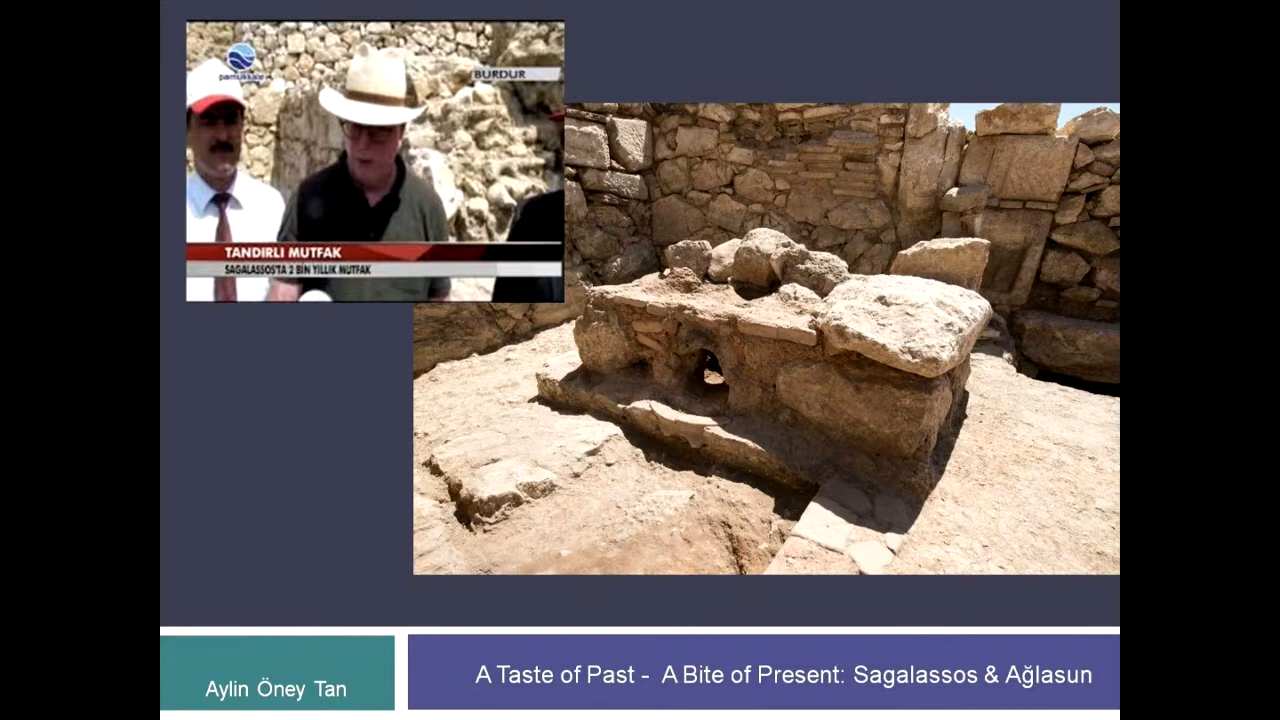 pamukkale
BURDUR
TANDIRLI MUTFAK
SAGALASSOS'TA 2 BİN YILLIK MUTFAK
Aylin Öney Tan
A Taste of Past - A Bite of Present: Sagalassos & Ağlasun